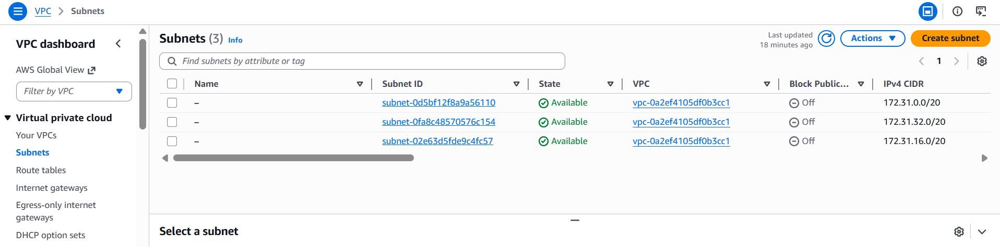 VPC > Subnets
VPC dashboard
AWS Global View
Filter by VPC
Virtual private cloud
Your VPCs
Subnets
Route tables
Internet gateways
Egress-only internet
gateways
DHCP option sets
Subnets (3) Info
Last updated
18 minutes ago
Actions
Create subnet
Find subnets by attribute or tag
1
Name Subnet ID State VPC Block Public... IPv4 CIDR
– subnet-0d5bf12f8a9a56110 Available vpc-0a2ef4105df0b3cc1 Off 172.31.0.0/20
– subnet-0fa8c48570576c154 Available vpc-0a2ef4105df0b3cc1 Off 172.31.32.0/20
– subnet-02e63d5fde9c4fc57 Available vpc-0a2ef4105df0b3cc1 Off 172.31.16.0/20
Select a subnet